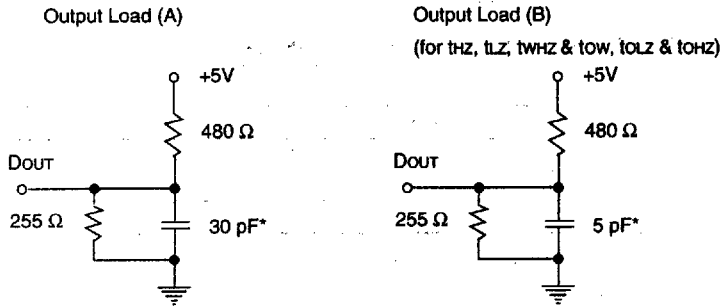 Output Load (A)
Output Load (B)
(for tHZ, tLZ, tWHZ & tOW, tOLZ & tOHZ)
+5V
+5V
480 Ω
480 Ω
DOUT
DOUT
255 Ω
30 pF*
255 Ω
5 pF*